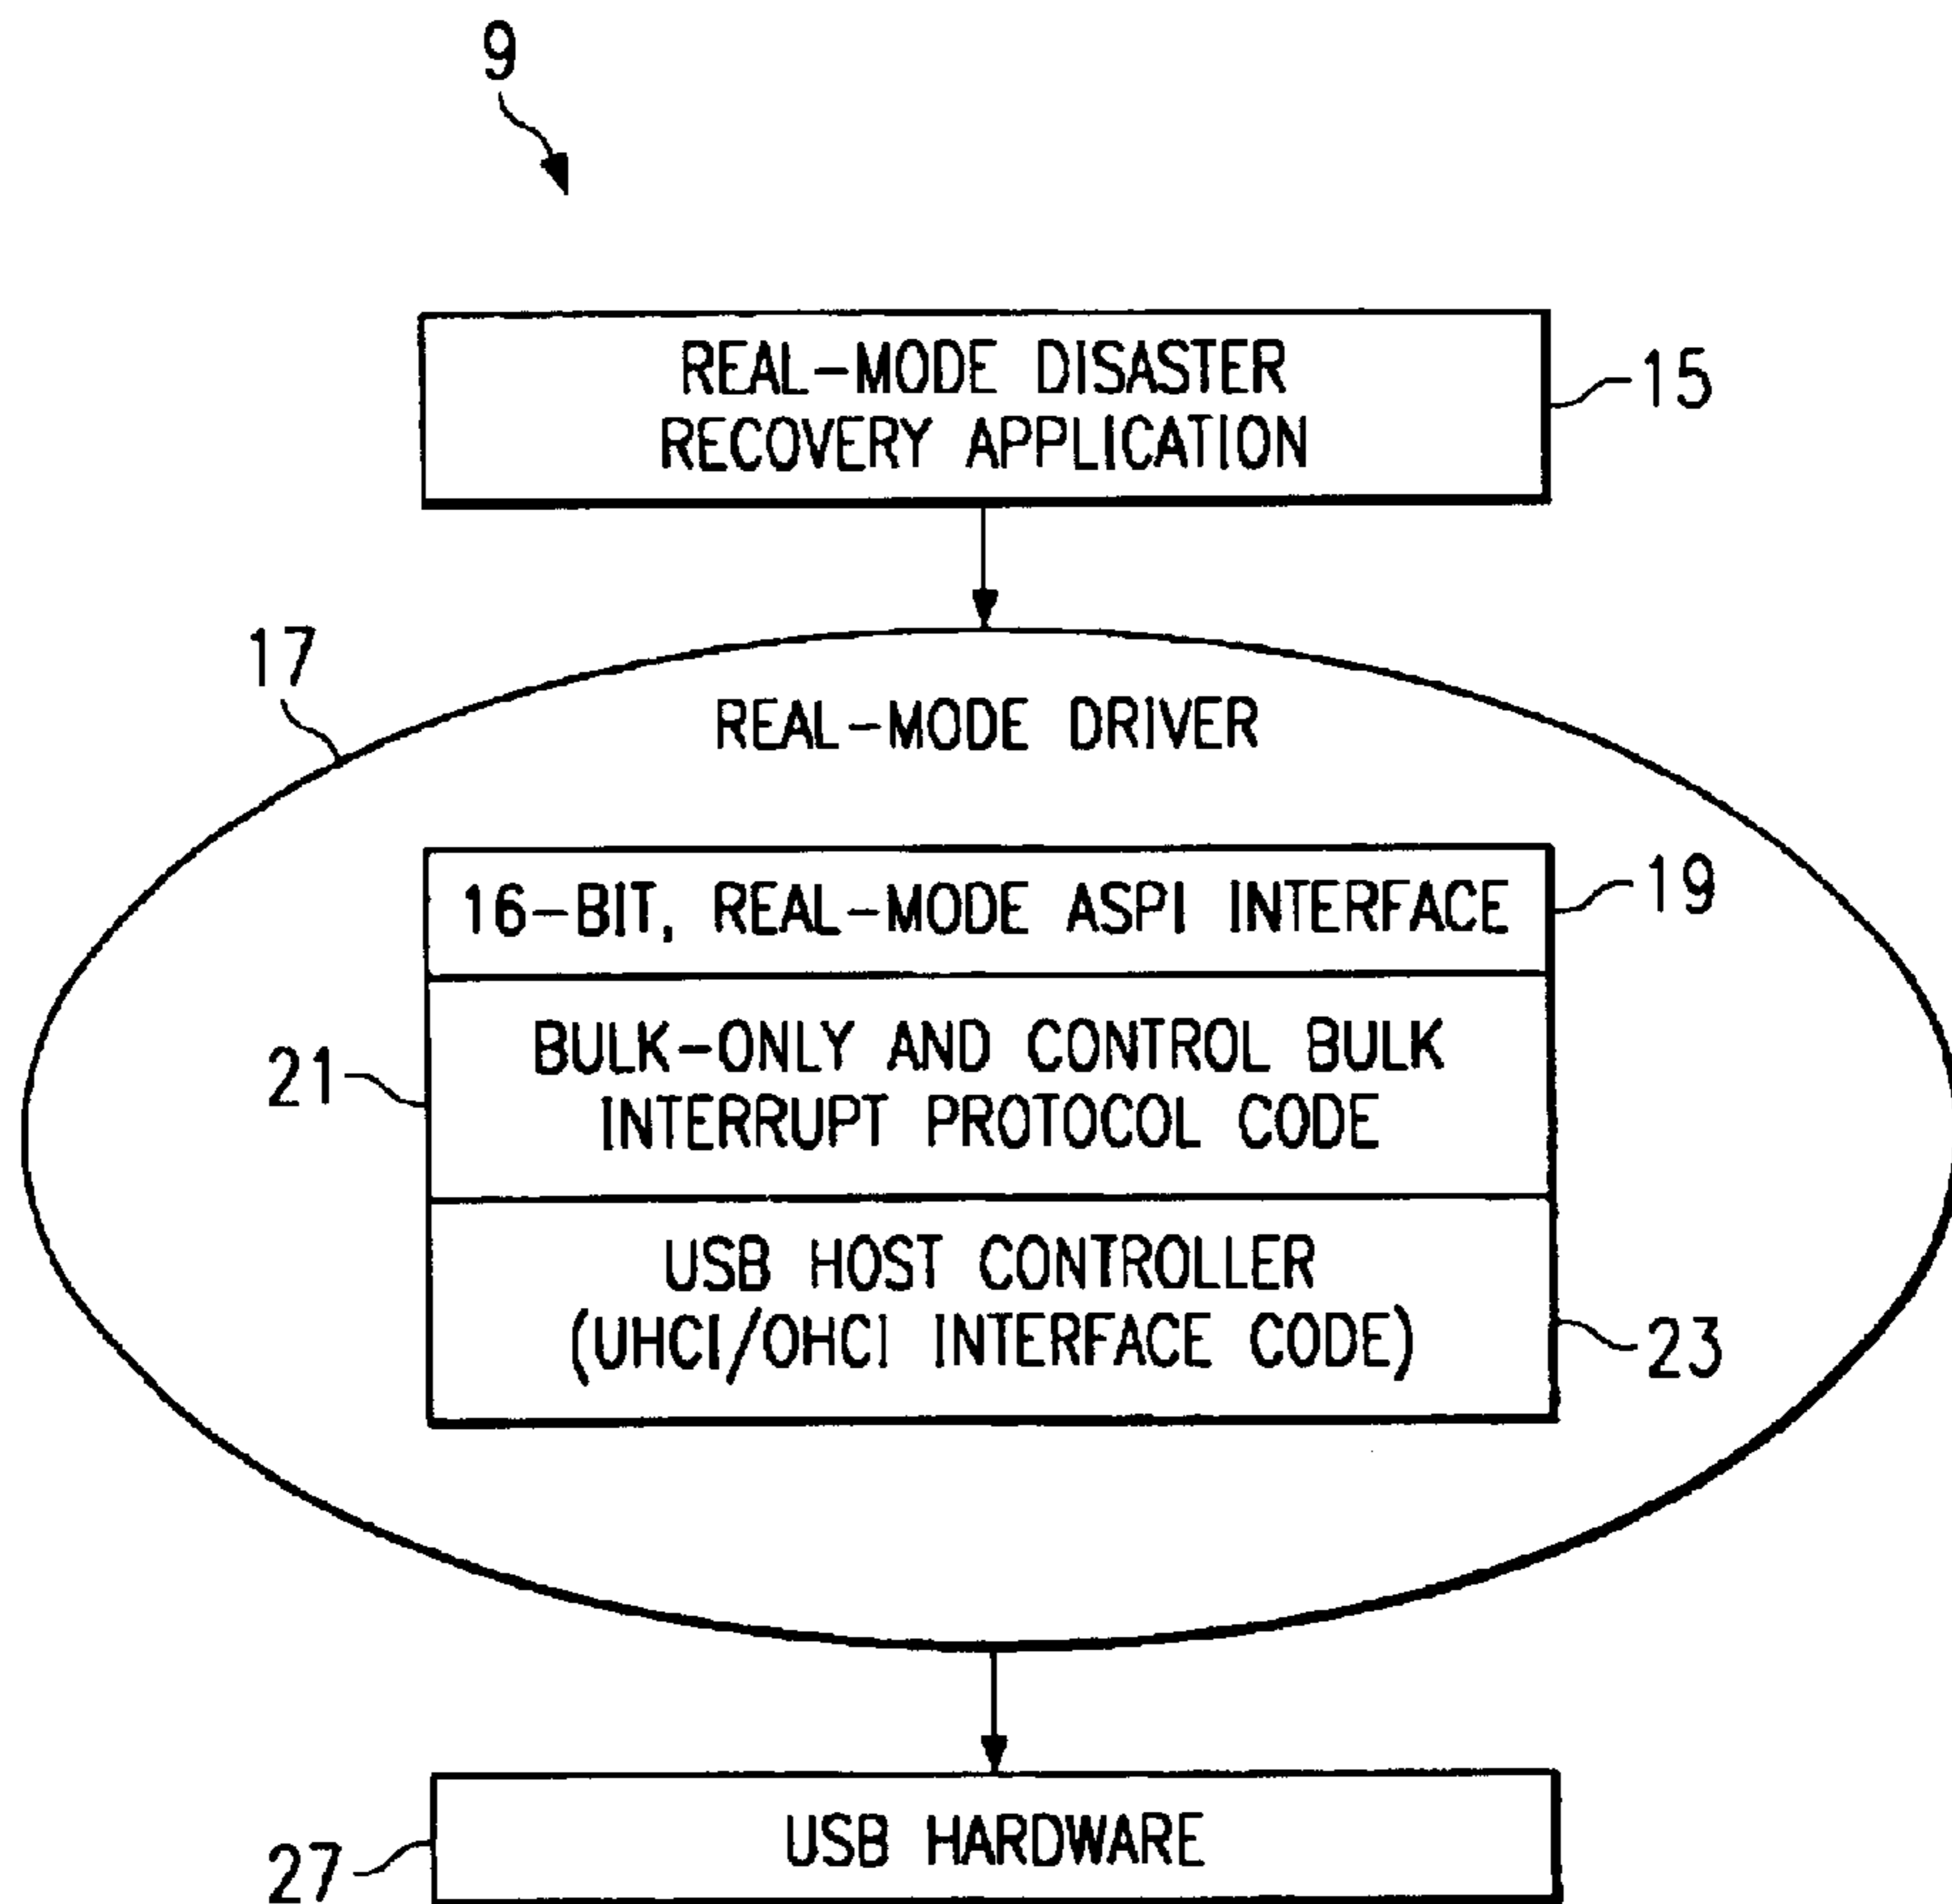 9
REAL-MODE DISASTER
RECOVERY APPLICATION
15
17
REAL-MODE DRIVER
16-BIT, REAL-MODE ASPI INTERFACE
19
BULK-ONLY AND CONTROL BULK
INTERRUPT PROTOCOL CODE
21
USB HOST CONTROLLER
(UHCI/OHCI INTERFACE CODE)
23
USB HARDWARE
27